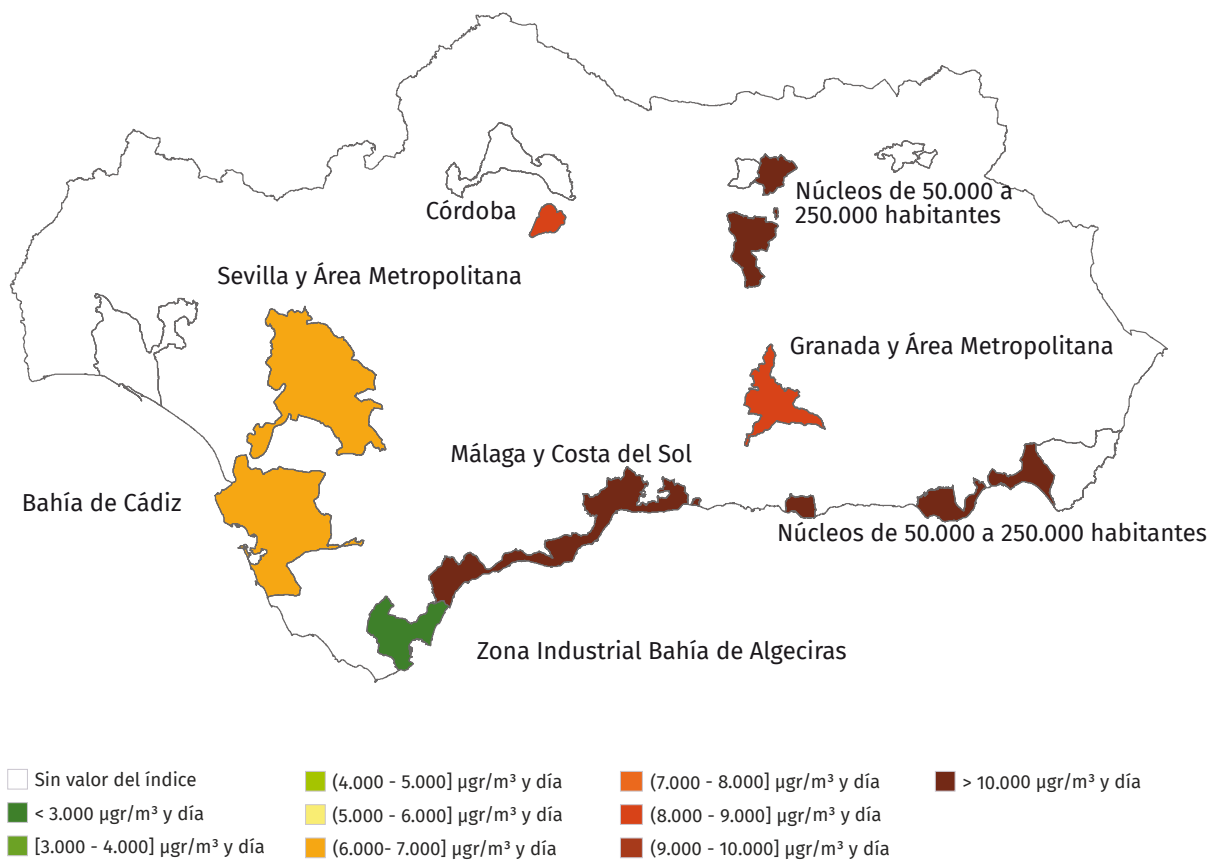 Núcleos de 50.000 a
250.000 habitantes
Córdoba
Sevilla y Área Metropolitana
Granada y Área Metropolitana
Málaga y Costa del Sol
Bahía de Cádiz
Núcleos de 50.000 a 250.000 habitantes
Zona Industrial Bahía de Algeciras
Sin valor del índice
< 3.000 µgr/m³ y día
[3.000 - 4.000] µgr/m³ y día
(4.000 - 5.000] µgr/m³ y día
(5.000 - 6.000] µgr/m³ y día
(6.000- 7.000] µgr/m³ y día
(7.000 - 8.000] µgr/m³ y día
(8.000 - 9.000] µgr/m³ y día
(9.000 - 10.000] µgr/m³ y día
> 10.000 µgr/m³ y día